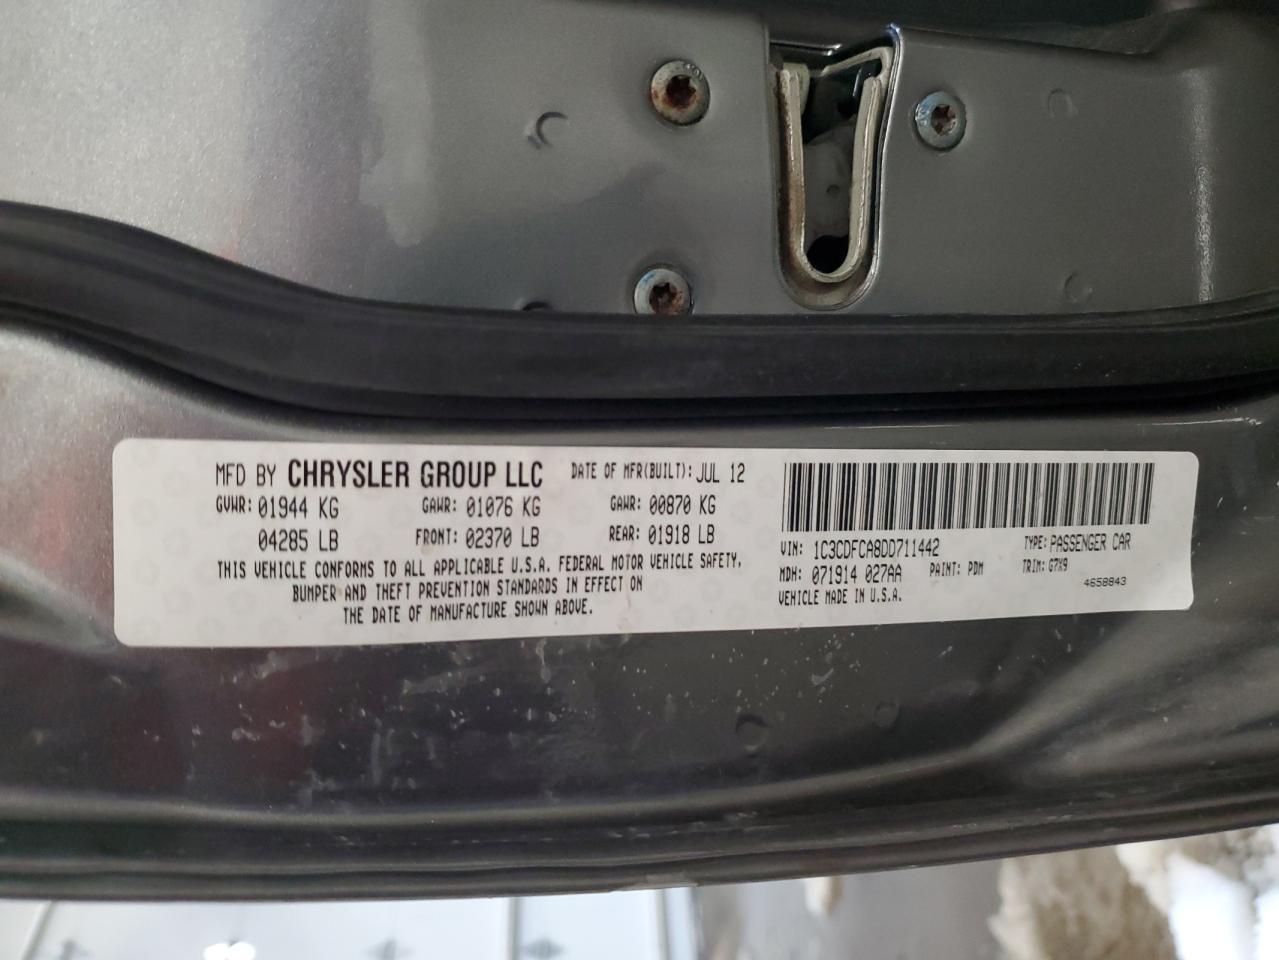 MFD BY CHRYSLER GROUP LLC DATE OF MFR(BUILT): JUL 12
GVWR: 01944 KG GAWR: 01076 KG GAWR: 00870 KG
04285 LB FRONT: 02370 LB REAR: 01918 LB
THIS VEHICLE CONFORMS TO ALL APPLICABLE U.S.A. FEDERAL MOTOR VEHICLE SAFETY,
BUMPER AND THEFT PREVENTION STANDARDS IN EFFECT ON
THE DATE OF MANUFACTURE SHOWN ABOVE.
VIN: 1C3CDFCA8DD711442 TYPE: PASSENGER CAR
MDH: 071914 027AA PAINT: PDM TRIM: G7X9
VEHICLE MADE IN U.S.A. 4658843